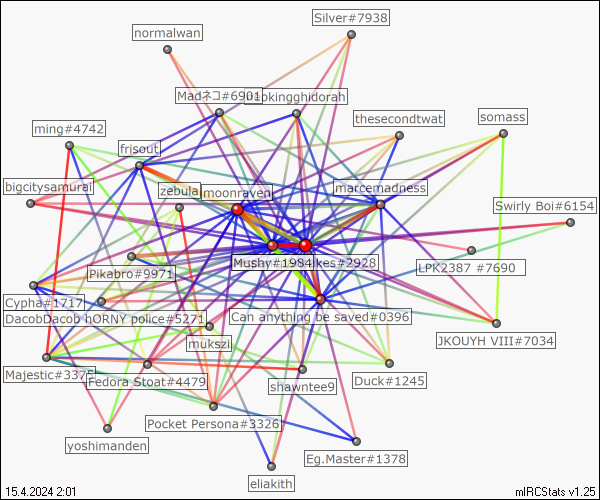 Silver#7938
normalwan
Madネコ#6901
ookingghidorah
thesecondtwat
somass
ming#4742
frisout
bigcitysamurai
zebula
moonraven
marcemadness
Swirly Boi#6154
Mushy#1984
ikes#2928
LPK2387 #7690
Pikabro#9971
Cypha#1717
DacobDacob hORNY police#5271
Can anything be saved#0396
mukszi
JKOUYH VIII#7034
Majestic#3375
Fedora Stoat#4479
shawntee9
Duck#1245
Pocket Persona#3326
yoshimanden
Eg.Master#1378
eliakith
15.4.2024 2:01
mIRCStats v1.25